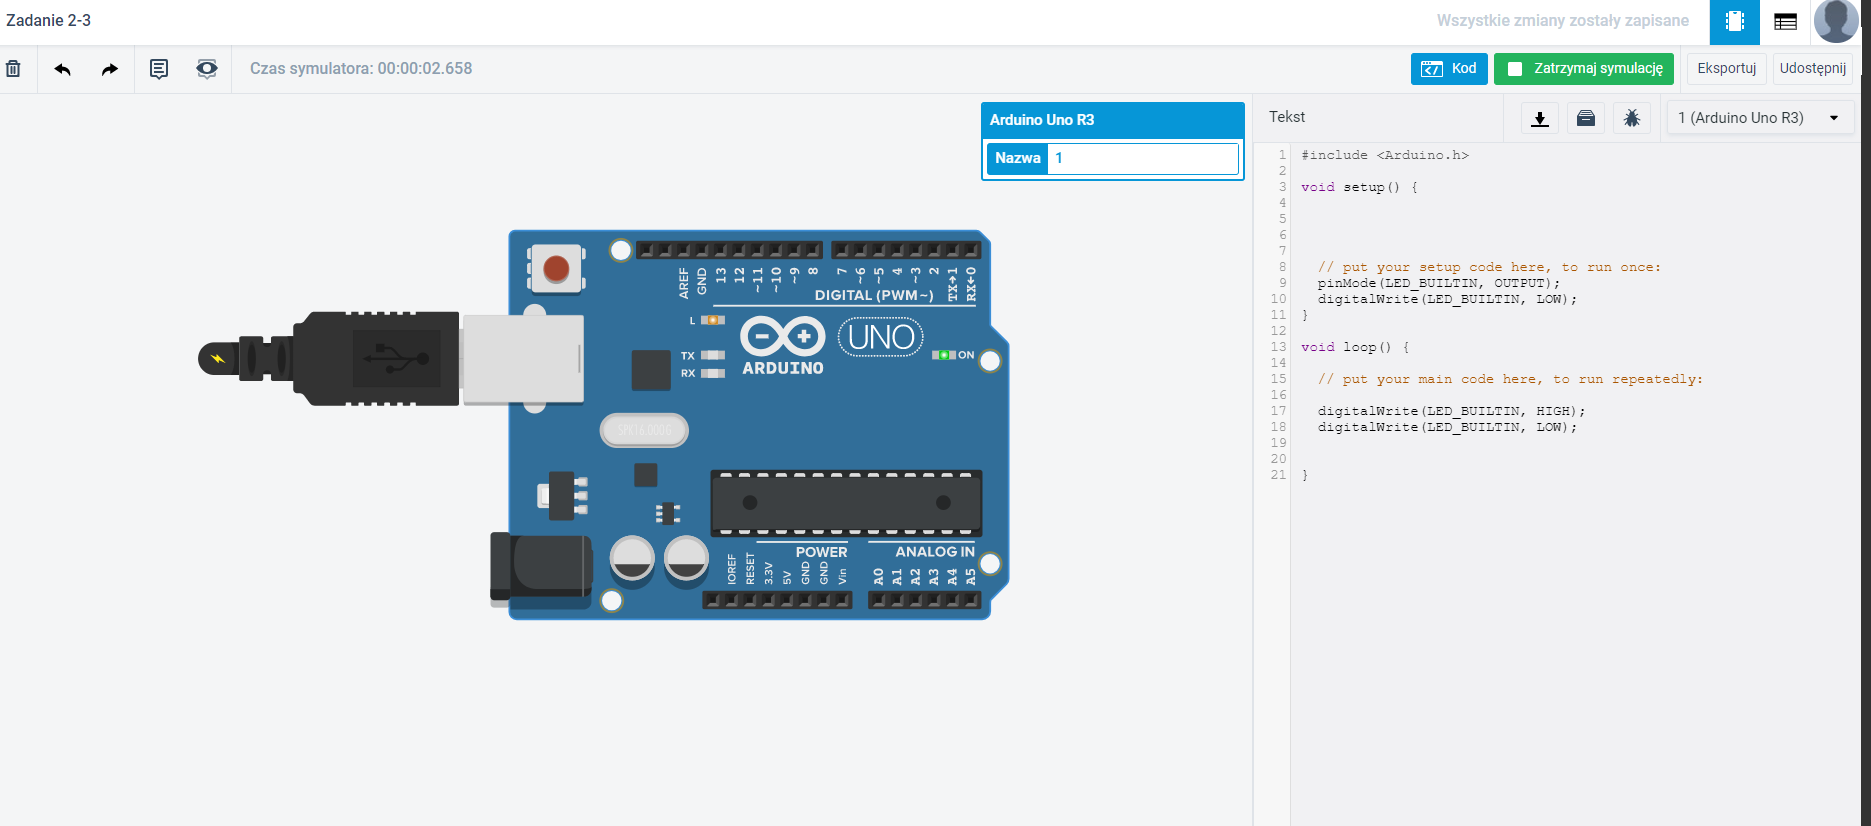 Zadanie 2-3
Wszystkie zmiany zostały zapisane
Czas symulatora: 00:00:02.658
Kod
Zatrzymaj symulację
Eksportuj
Udostępnij
Arduino Uno R3
Nazwa 1
Tekst
1 (Arduino Uno R3)
1 #include <Arduino.h>
2
3 void setup() {
4
5
6
7
8 // put your setup code here, to run once:
9 pinMode(LED_BUILTIN, OUTPUT);
10 digitalWrite(LED_BUILTIN, LOW);
11 }
12
13 void loop() {
14
15 // put your main code here, to run repeatedly:
16
17 digitalWrite(LED_BUILTIN, HIGH);
18 digitalWrite(LED_BUILTIN, LOW);
19
20
21 }
AREF GND 13 12 ~11 ~10 ~9 8 7 ~6 ~5 4 ~3 2 TX→1 RX←0
DIGITAL (PWM~)
L
TX
RX
ARDUINO
UNO
ON
SPK16.000G
POWER
ANALOG IN
IOREF RESET 3.3V 5V GND GND Vin A0 A1 A2 A3 A4 A5